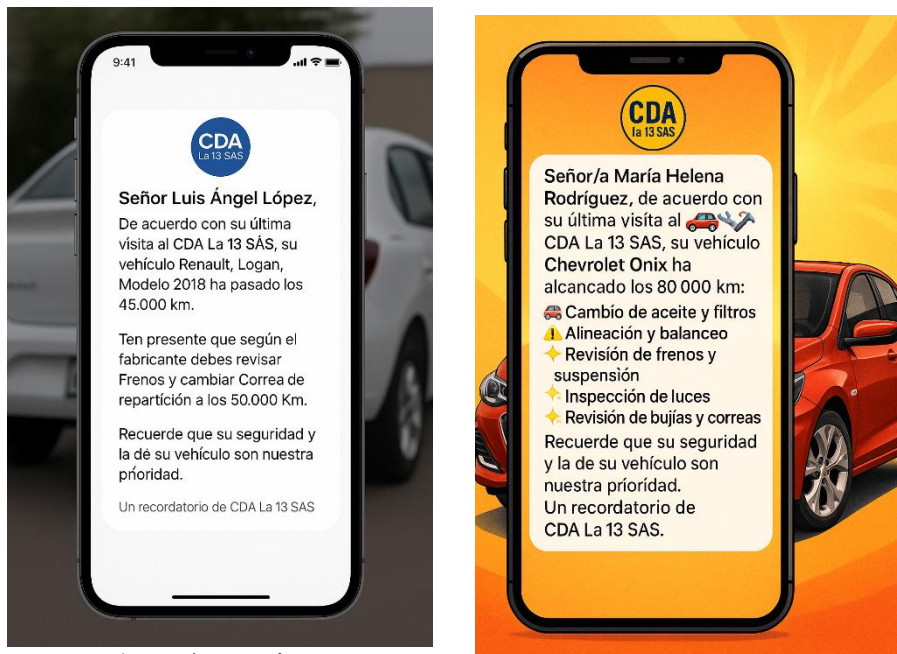 9:41
CDA
La 13 SAS
Señor Luis Ángel López,
De acuerdo con su última
visita al CDA La 13 SÁS, su
vehículo Renault, Logan,
Modelo 2018 ha pasado los
45.000 km.
Ten presente que según el
fabricante debes revisar
Frenos y cambiar Correa de
repartíción a los 50.000 Km.
Recuerde que su seguridad y
la dé su vehículo son nuestra
príoridad.
Un recordatorio de CDA La 13 SAS
CDA
la 13 SAS
Señor/a María Helena
Rodríguez, de acuerdo con
su última visíta al
CDA La 13 SAS, su vehículo
Chevrolet Onix ha
alcancado los 80 000 km:
Cambío de aceite y filtros
Alineación y balanceo
Revisión de frenos y
suspensión
Inspección de luces
Revisión de bujías y correas
Recuerde que su seguridad
y la de su vehículo son
nuestra príorídad.
Un recordatorio de
CDA La 13 SAS.